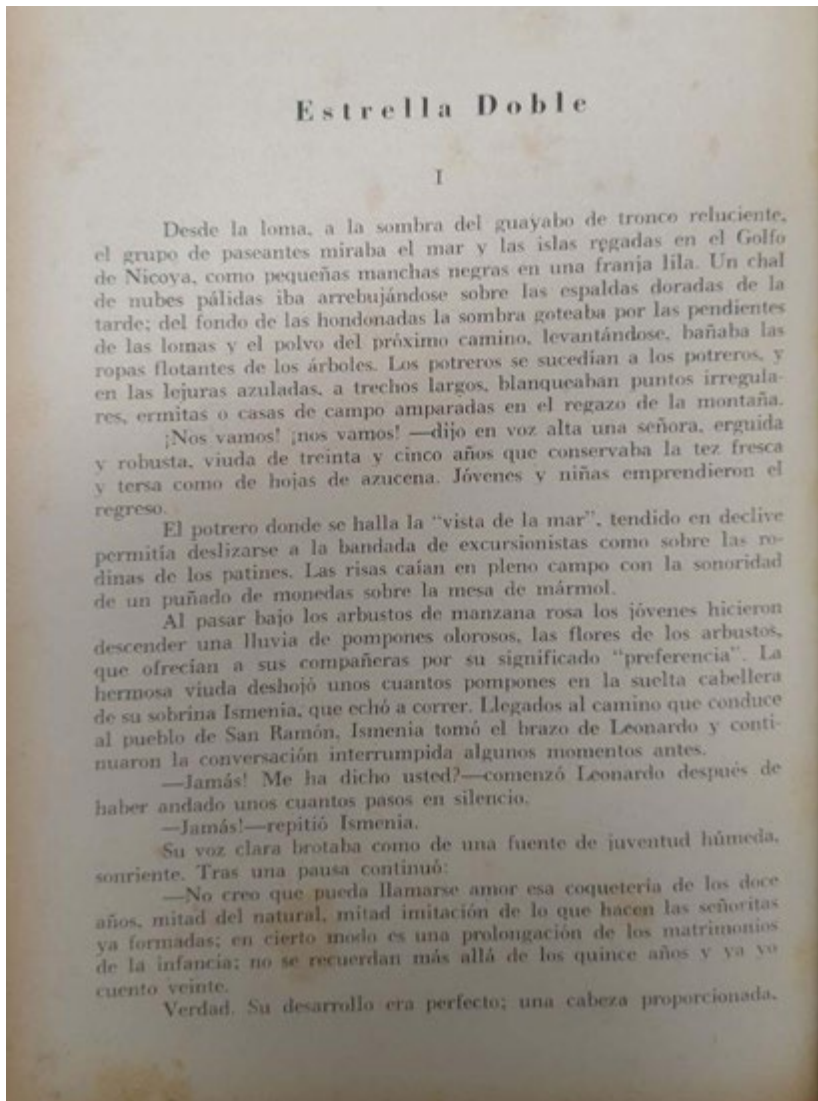 Estrella Doble
I
Desde la loma, a la sombra del guayabo de tronco reluciente,
el grupo de paseantes miraba el mar y las islas regadas en el Golfo
de Nicoya, como pequeñas manchas negras en una franja lila. Un chal
de nubes pálidas iba arrebujándose sobre las espaldas doradas de la
tarde; del fondo de las hondonadas la sombra goteaba por las pendientes
de las lomas y el polvo del próximo camino, levantándose, bañaba las
ropas flotantes de los árboles. Los potreros se sucedían a los potreros, y
en las lejuras azuladas, a trechos largos, blanqueaban puntos irregula-
res, ermitas o casas de campo amparadas en el regazo de la montaña.
¡Nos vamos! ¡nos vamos! —dijo en voz alta una señora, erguida
y robusta, viuda de treinta y cinco años que conservaba la tez fresca
y tersa como de hojas de azucena. Jóvenes y niñas emprendieron el
regreso.
El potrero donde se halla la "vista de la mar", tendido en declive
permitía deslizarse a la bandada de excursionistas como sobre las ro-
dinas de los patines. Las risas caían en pleno campo con la sonoridad
de un puñado de monedas sobre la mesa de mármol.
Al pasar bajo los arbustos de manzana rosa los jóvenes hicieron
descender una lluvia de pompones olorosos, las flores de los arbustos,
que ofrecían a sus compañeras por su significado "preferencia". La
hermosa viuda deshojó unos cuantos pompones en la suelta cabellera
de su sobrina Ismenia, que echó a correr. Llegados al camino que conduce
al pueblo de San Ramón, Ismenia tomó el brazo de Leonardo y conti-
nuaron la conversación interrumpida algunos momentos antes.
—Jamás! Me ha dicho usted?—comenzó Leonardo después de
haber andado unos cuantos pasos en silencio.
—Jamás!—repitió Ismenia.
Su voz clara brotaba como de una fuente de juventud húmeda,
sonriente. Tras una pausa continuó:
—No creo que pueda llamarse amor esa coquetería de los doce
años, mitad del natural, mitad imitación de lo que hacen las señoritas
ya formadas; en cierto modo es una prolongación de los matrimonios
de la infancia; no se recuerdan más allá de los quince años y ya yo
cuento veinte.
Verdad. Su desarrollo era perfecto; una cabeza proporcionada,